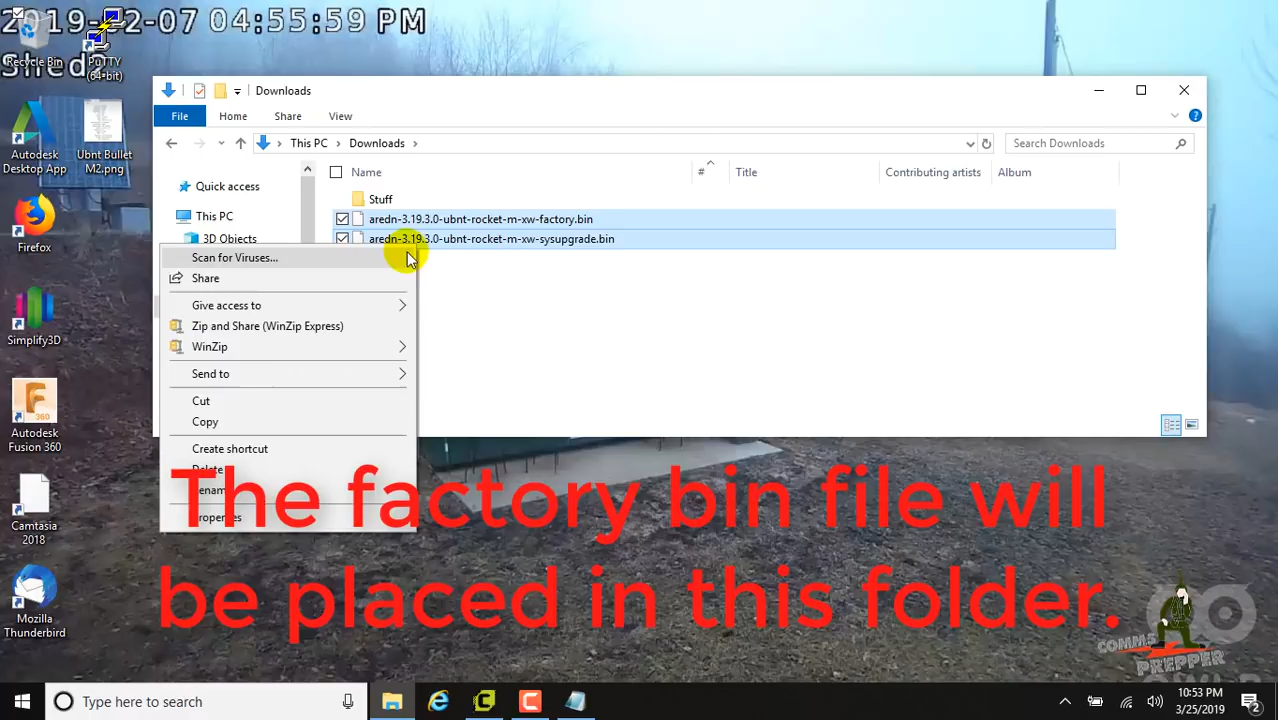 2019-02-07 04:55:59 PM
Shred2
Recycle Bin
PuTTY
(64-bit)
Autodesk
Desktop App
Ubnt Bullet
M2.png
Firefox
Simplify3D
Autodesk
Fusion 360
Camtasia
2018
Mozilla
Thunderbird
Downloads
File
Home
Share
View
This PC
Downloads
Search Downloads
Name
#
Title
Contributing artists
Album
Quick access
This PC
3D Objects
Stuff
aredn-3.19.3.0-ubnt-rocket-m-xw-factory.bin
aredn-3.19.3.0-ubnt-rocket-m-xw-sysupgrade.bin
Scan for Viruses...
Share
Give access to
Zip and Share (WinZip Express)
WinZip
Send to
Cut
Copy
Create shortcut
Delete
Rename
Properties
The factory bin file will
be placed in this folder.
COMMS
PREPPER
Type here to search
10:53 PM
3/25/2019
2